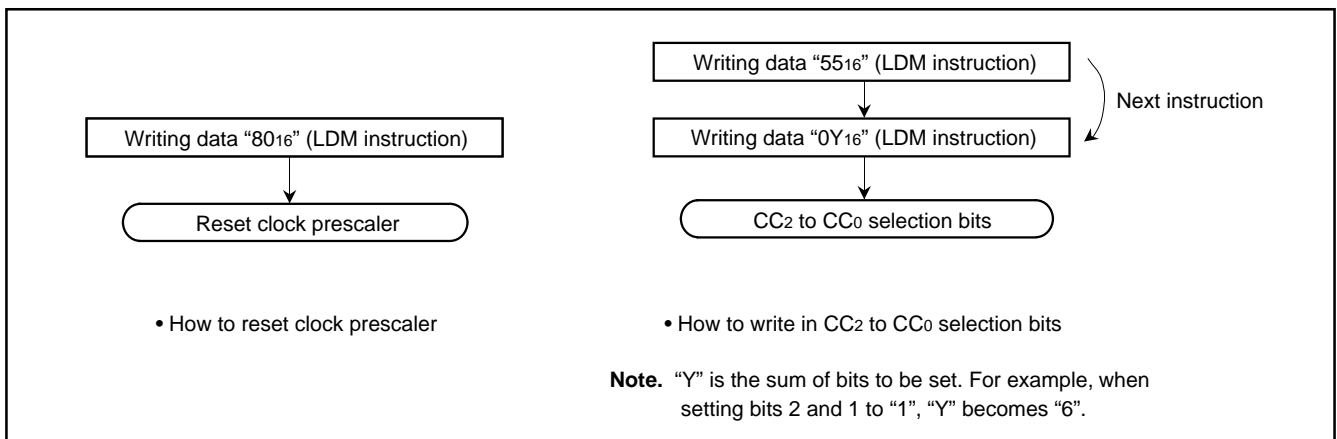 Writing data “80₁₆” (LDM instruction)
Reset clock prescaler
• How to reset clock prescaler
Writing data “55₁₆” (LDM instruction)
Next instruction
Writing data “0Y₁₆” (LDM instruction)
CC₂ to CC₀ selection bits
• How to write in CC₂ to CC₀ selection bits
Note. “Y” is the sum of bits to be set. For example, when
setting bits 2 and 1 to “1”, “Y” becomes “6”.